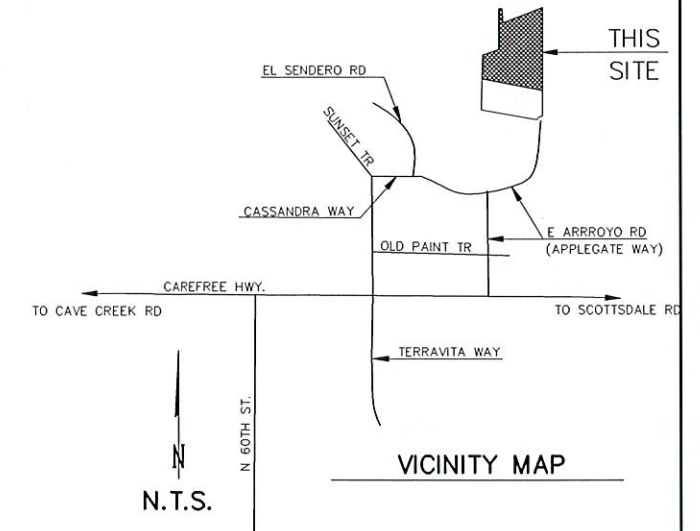 THIS
SITE
EL SENDERO RD
SUNSET TR
CASSANDRA WAY
E ARRROYO RD
(APPLEGATE WAY)
OLD PAINT TR
CAREFREE HWY.
TO CAVE CREEK RD
TO SCOTTSDALE RD
TERRAVITA WAY
N 60TH ST.
N
N.T.S.
VICINITY MAP